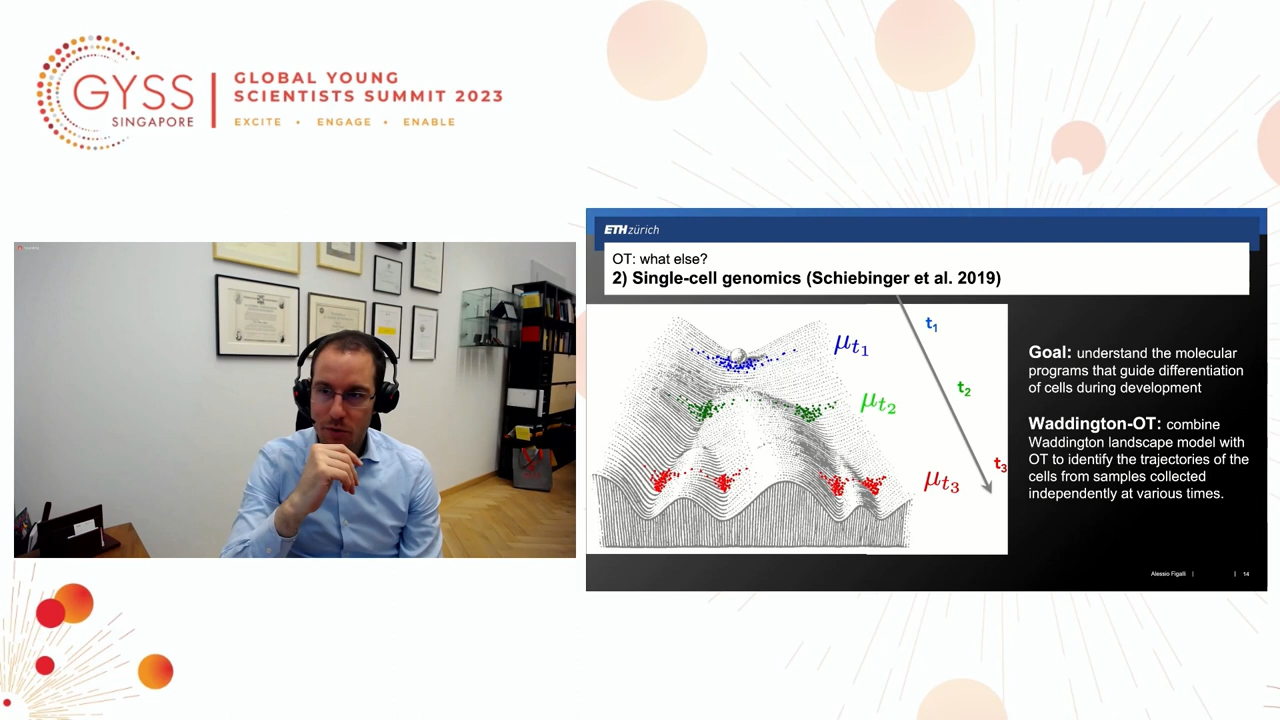 GYSS
SINGAPORE
GLOBAL YOUNG
SCIENTISTS SUMMIT 2023
EXCITE • ENGAGE • ENABLE
ETHzürich
OT: what else?
2) Single-cell genomics (Schiebinger et al. 2019)
t1
μt1
t2
μt2
t3
μt3
Goal: understand the molecular
programs that guide differentiation
of cells during development
Waddington-OT: combine
Waddington landscape model with
OT to identify the trajectories of the
cells from samples collected
independently at various times.
Alessio Figalli | | 14